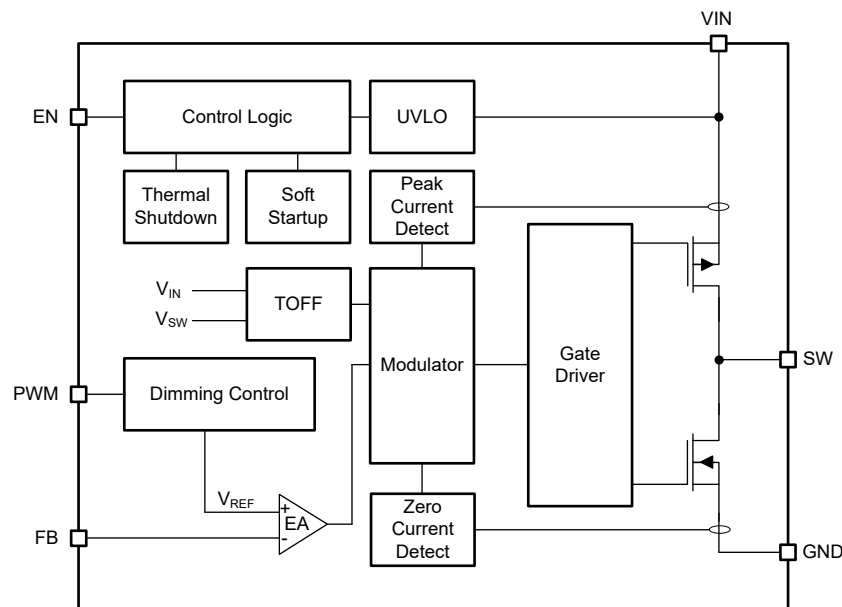 VIN
EN
Control Logic
UVLO
Thermal
Shutdown
Soft
Startup
Peak
Current
Detect
VIN
VSW
TOFF
Modulator
Gate
Driver
SW
PWM
Dimming Control
VREF
+
EA
-
FB
Zero
Current
Detect
GND